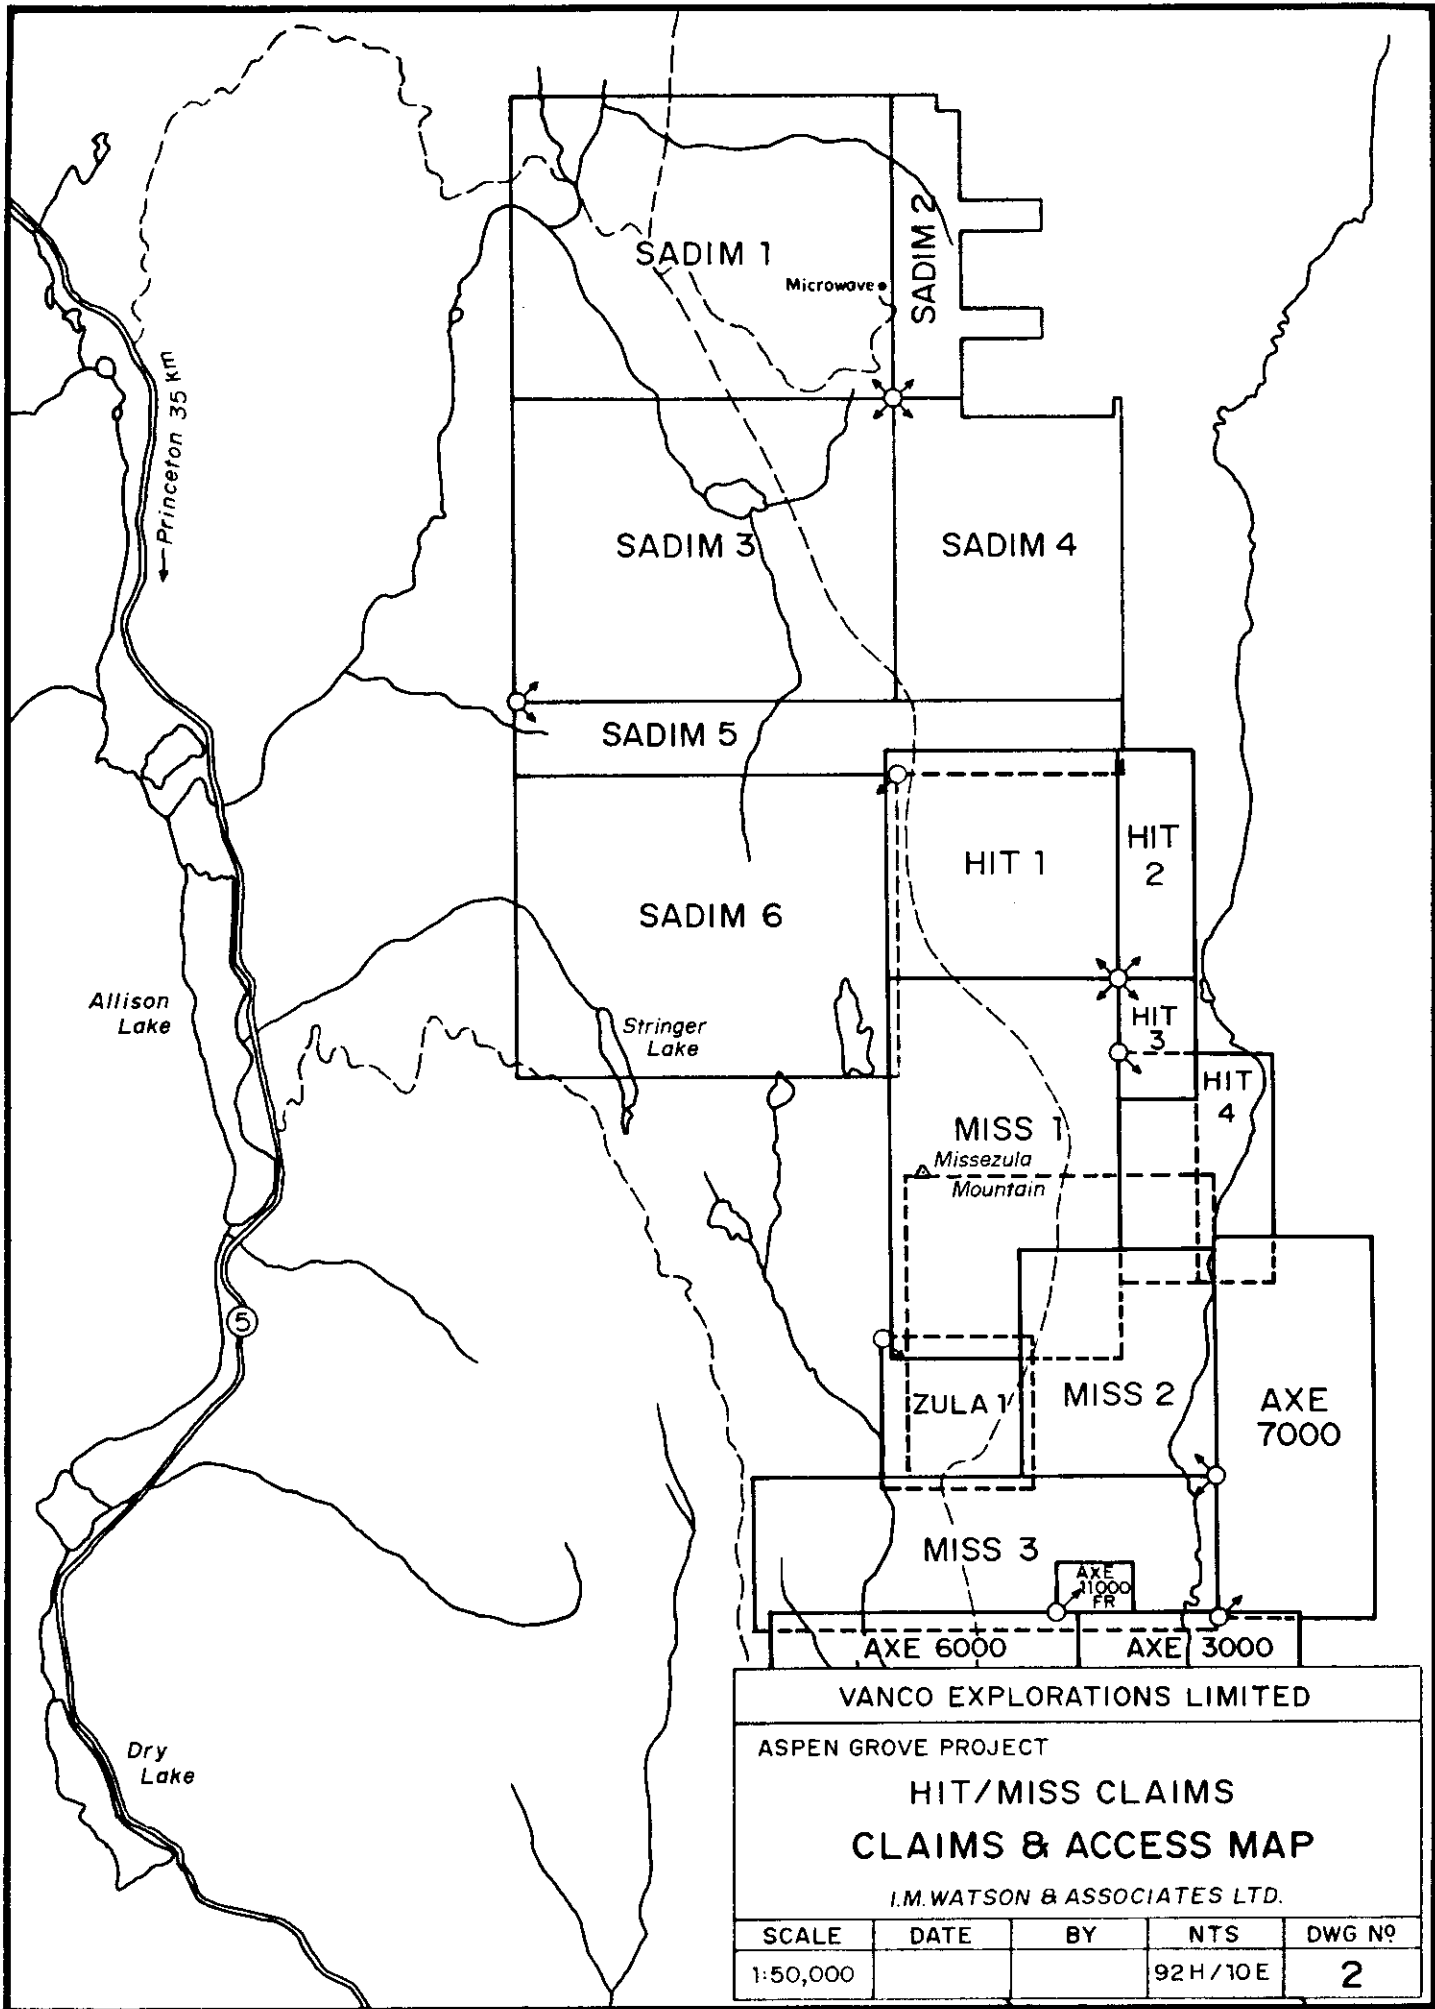 SADIM 1
SADIM 2
Microwave
Princeton 35 km
SADIM 3
SADIM 4
SADIM 5
HIT 1
HIT
2
SADIM 6
Allison
Lake
Stringer
Lake
HIT
3
HIT
4
MISS 1
Missezula
Mountain
5
ZULA 1
MISS 2
AXE
7000
MISS 3
AXE
11000
FR
AXE 6000
AXE 3000
Dry
Lake
VANCO EXPLORATIONS LIMITED
ASPEN GROVE PROJECT
HIT/MISS CLAIMS
CLAIMS & ACCESS MAP
I.M. WATSON & ASSOCIATES LTD.
SCALE DATE BY NTS DWG Nº
1:50,000 92 H/10 E 2